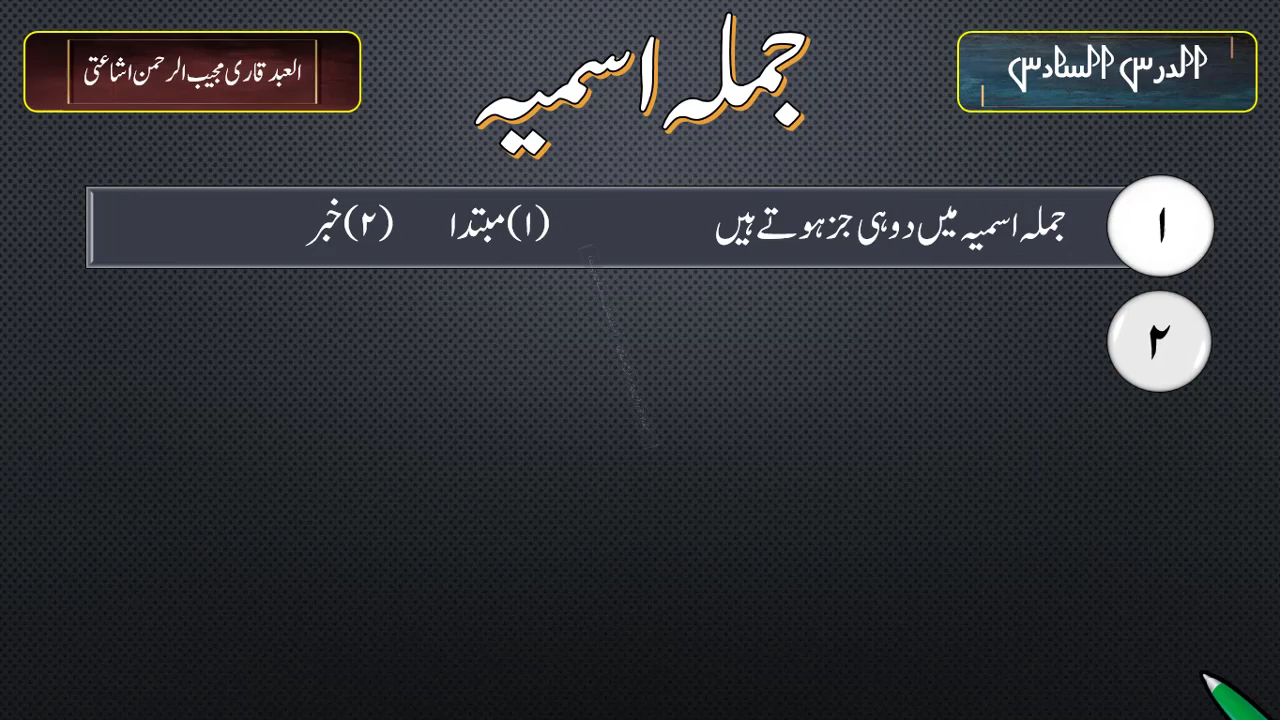 الدرس السادس
جملہ اسمیہ
العبد قاری مجیب الرحمن اشاعتی
۱ جملہ اسمیہ میں دو ہی جز ہوتے ہیں (۱) مبتدا (۲) خبر
۲